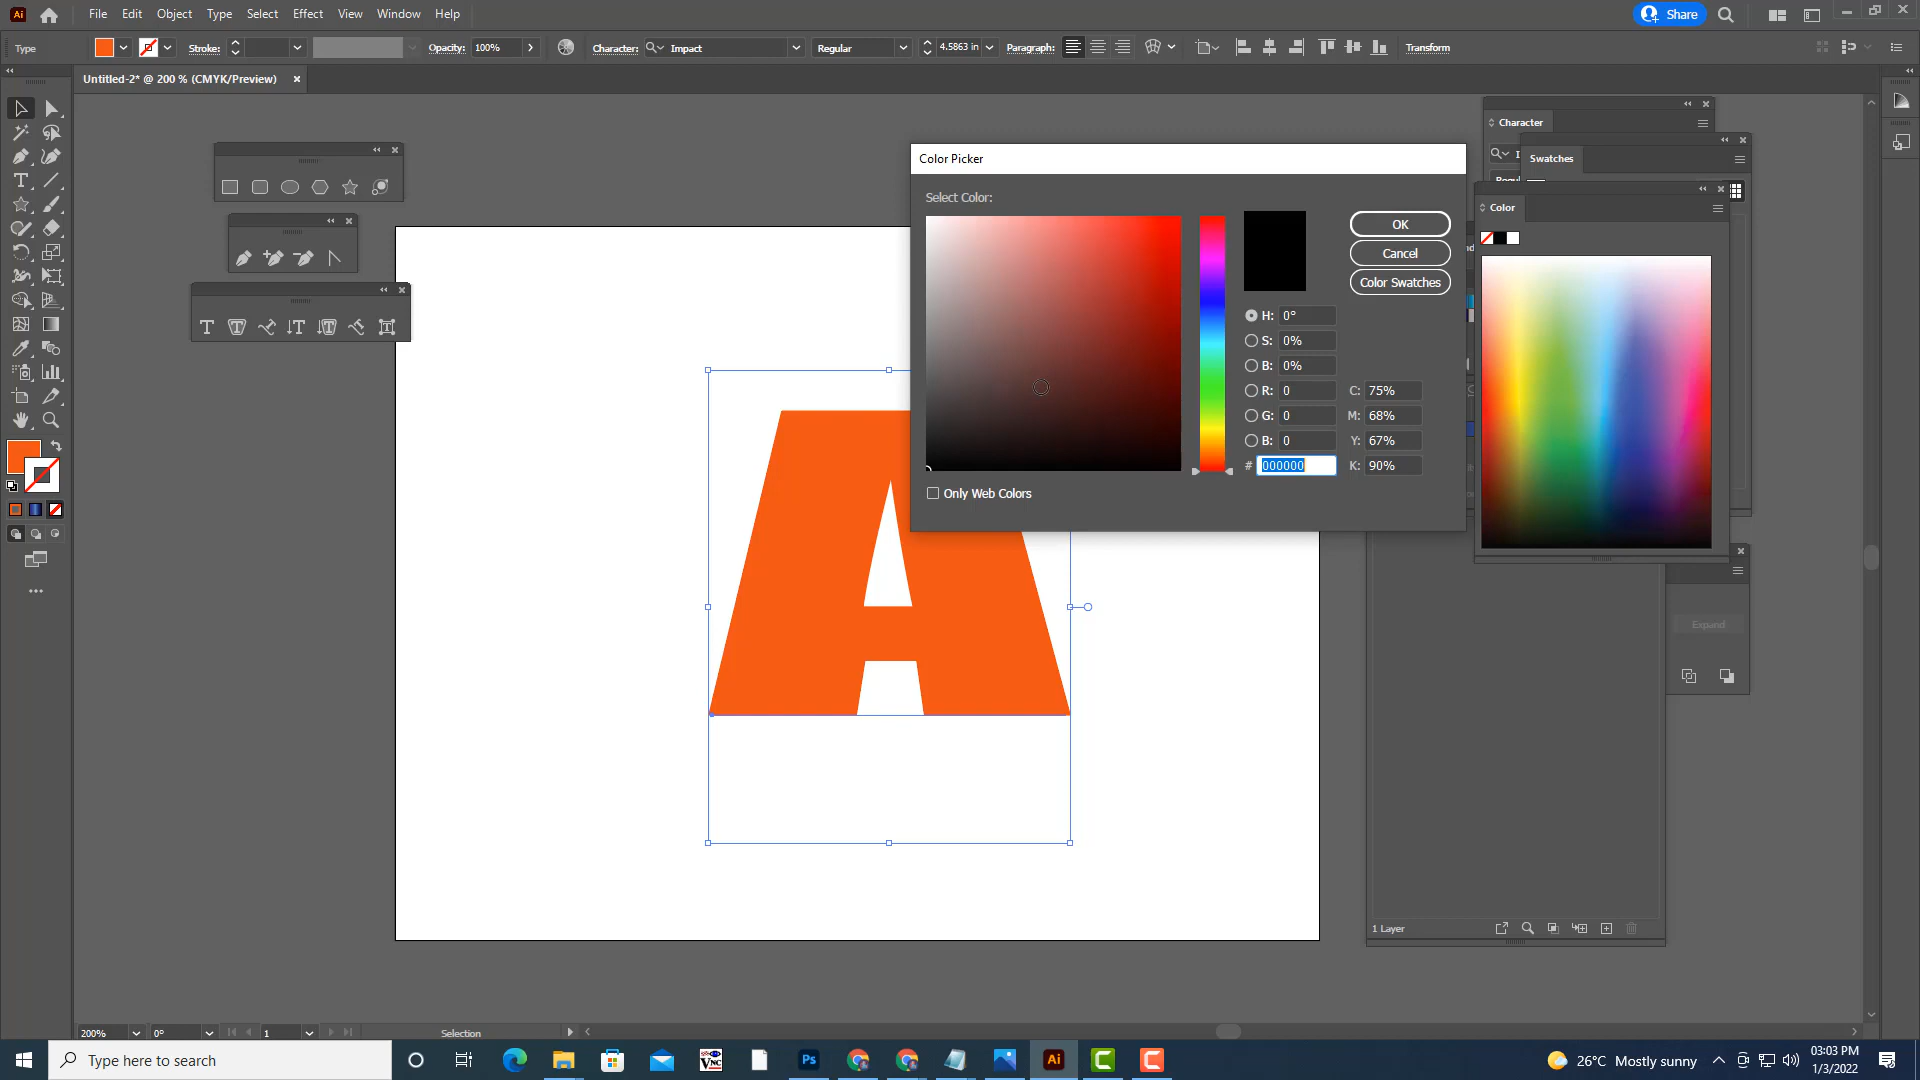 Ai File Edit Object Type Select Effect View Window Help Share
Type Stroke: Opacity: 100% Character: Impact Regular 4.5863 in Paragraph: Transform
Untitled-2* @ 200 % (CMYK/Preview)
Character
Color Picker
Swatches
Select Color:
Color
OK
Cancel
Color Swatches
H: 0°
S: 0%
B: 0%
R: 0 C: 75%
G: 0 M: 68%
B: 0 Y: 67%
# 000000 K: 90%
Only Web Colors
A
Expand
1 Layer
200% 0° 1 Selection
Type here to search
Ps
Ai
26°C Mostly sunny
03:03 PM
1/3/2022